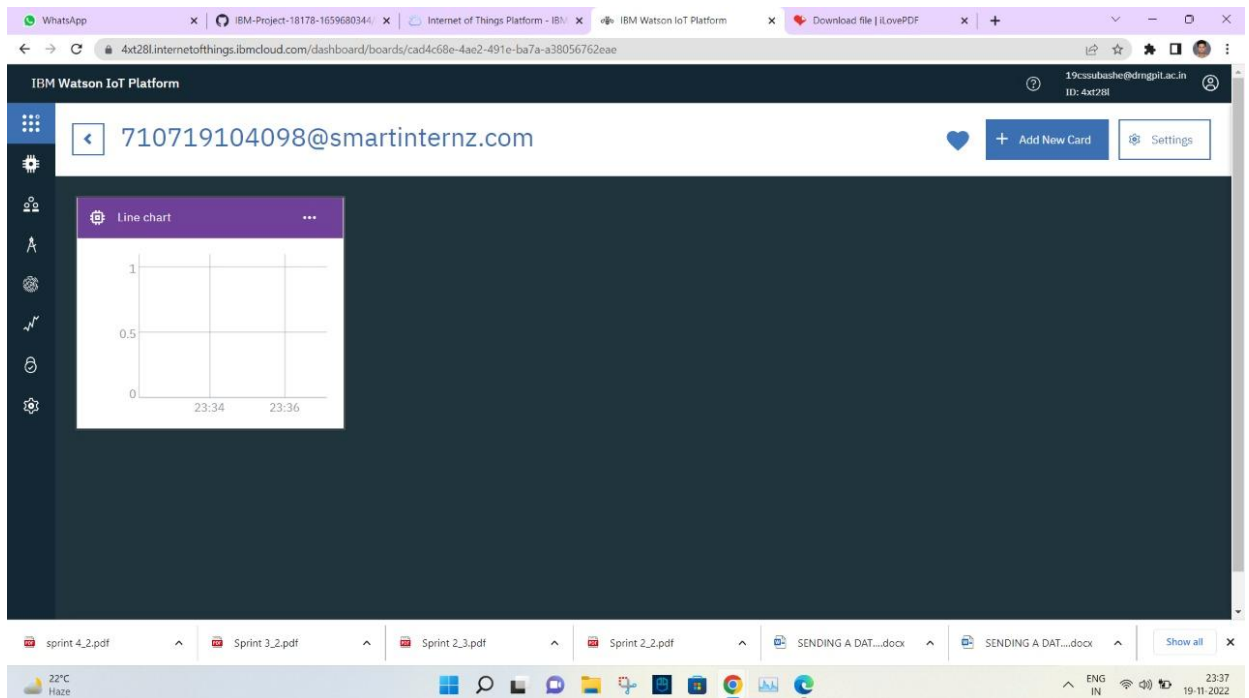 WhatsApp
IBM-Project-18178-1659680344/
Internet of Things Platform - IBM
IBM Watson IoT Platform
Download file | iLovePDF
4xt28l.internetofthings.ibmcloud.com/dashboard/boards/cad4c68e-4ae2-491e-ba7a-a38056762eae
IBM Watson IoT Platform
19cssubashe@drngpit.ac.in
ID: 4xt28l
710719104098@smartinternz.com
+ Add New Card
Settings
Line chart
1
0.5
0
23:34 23:36
sprint 4_2.pdf
Sprint 3_2.pdf
Sprint 2_3.pdf
Sprint 2_2.pdf
SENDING A DAT....docx
SENDING A DAT....docx
Show all
22°C
Haze
ENG
IN
23:37
19-11-2022